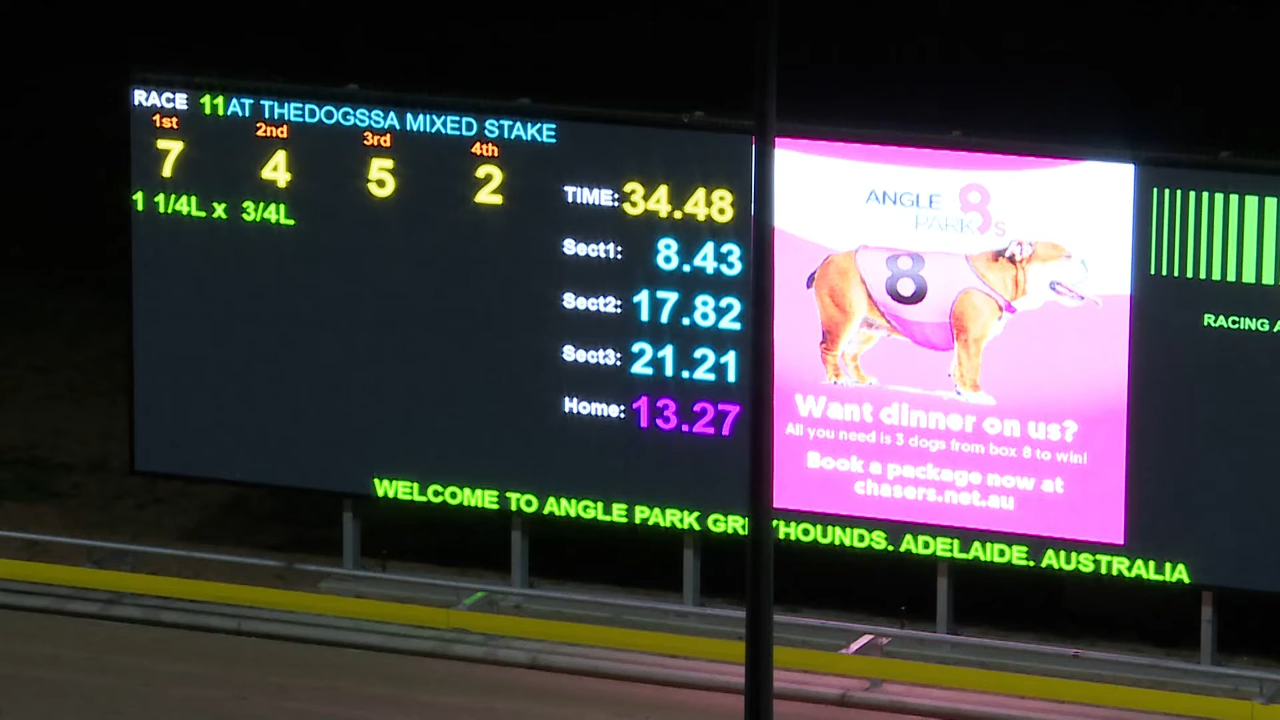 RACE 11 AT THEDOGSSA MIXED STAKE
1st 2nd 3rd 4th
7 4 5 2
1 1/4L x 3/4L
TIME: 34.48
Sect1: 8.43
Sect2: 17.82
Sect3: 21.21
Home: 13.27
ANGLE PARK 8s
8
Want dinner on us?
All you need is 3 dogs from box 8 to win!
Book a package now at
chasers.net.au
RACING
WELCOME TO ANGLE PARK GREYHOUNDS. ADELAIDE. AUSTRALIA